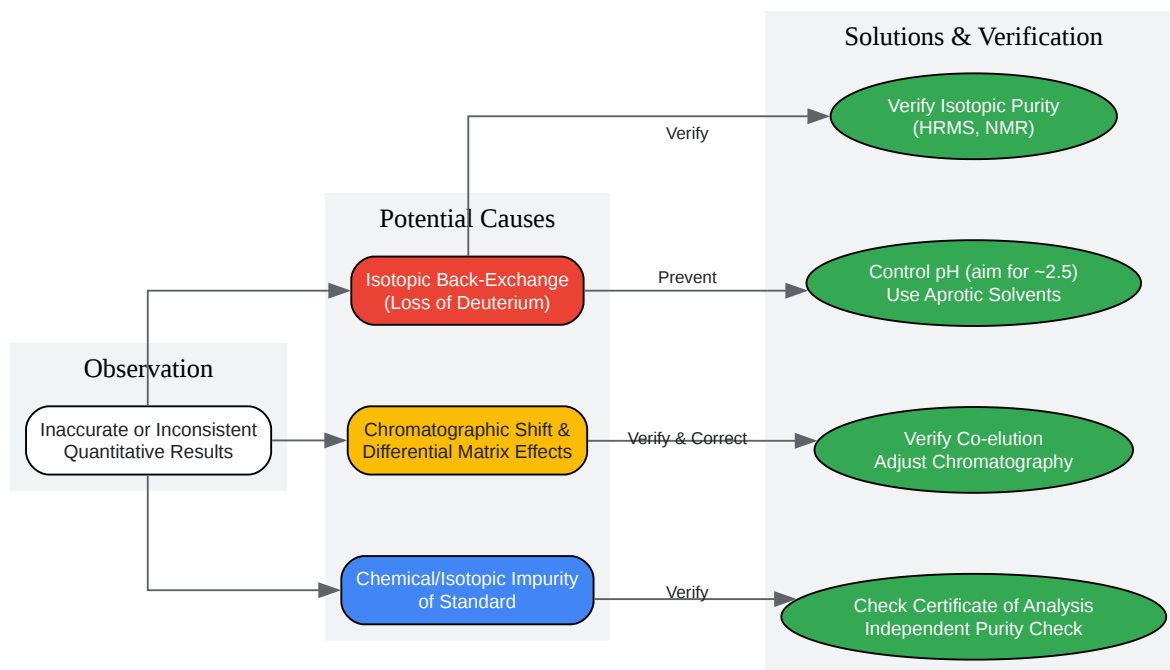 Solutions & Verification
Verify Isotopic Purity
(HRMS, NMR)
Verify
Potential Causes
Isotopic Back-Exchange
(Loss of Deuterium)
Prevent
Control pH (aim for ~2.5)
Use Aprotic Solvents
Observation
Inaccurate or Inconsistent
Quantitative Results
Chromatographic Shift &
Differential Matrix Effects
Verify & Correct
Verify Co-elution
Adjust Chromatography
Chemical/Isotopic Impurity
of Standard
Verify
Check Certificate of Analysis
Independent Purity Check